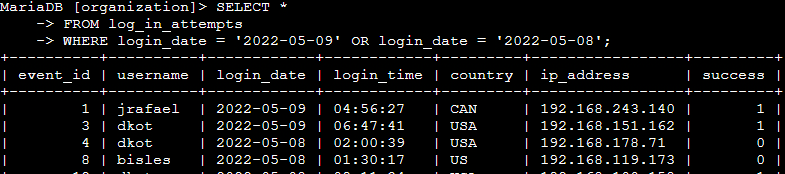 MariaDB [organization]> SELECT *
    -> FROM log_in_attempts
    -> WHERE login_date = '2022-05-09' OR login_date = '2022-05-08';
+----------+----------+------------+------------+---------+-----------------+---------+
| event_id | username | login_date | login_time | country | ip_address      | success |
+----------+----------+------------+------------+---------+-----------------+---------+
|        1 | jrafael  | 2022-05-09 | 04:56:27   | CAN     | 192.168.243.140 |       1 |
|        3 | dkot     | 2022-05-09 | 06:47:41   | USA     | 192.168.151.162 |       1 |
|        4 | dkot     | 2022-05-08 | 02:00:39   | USA     | 192.168.178.71  |       0 |
|        8 | bisles   | 2022-05-08 | 01:30:17   | US      | 192.168.119.173 |       0 |